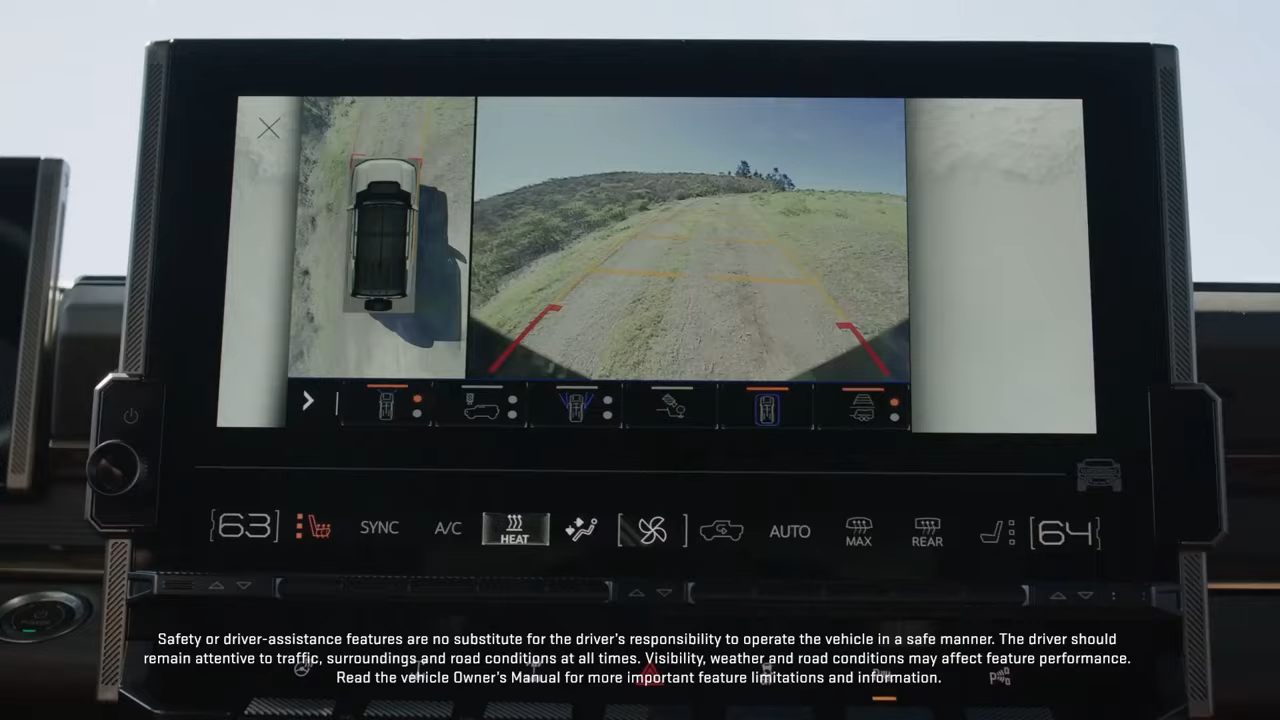 63
SYNC
A/C
HEAT
AUTO
MAX
REAR
64
Safety or driver-assistance features are no substitute for the driver's responsibility to operate the vehicle in a safe manner. The driver should
remain attentive to traffic, surroundings and road conditions at all times. Visibility, weather and road conditions may affect feature performance.
Read the vehicle Owner's Manual for more important feature limitations and information.